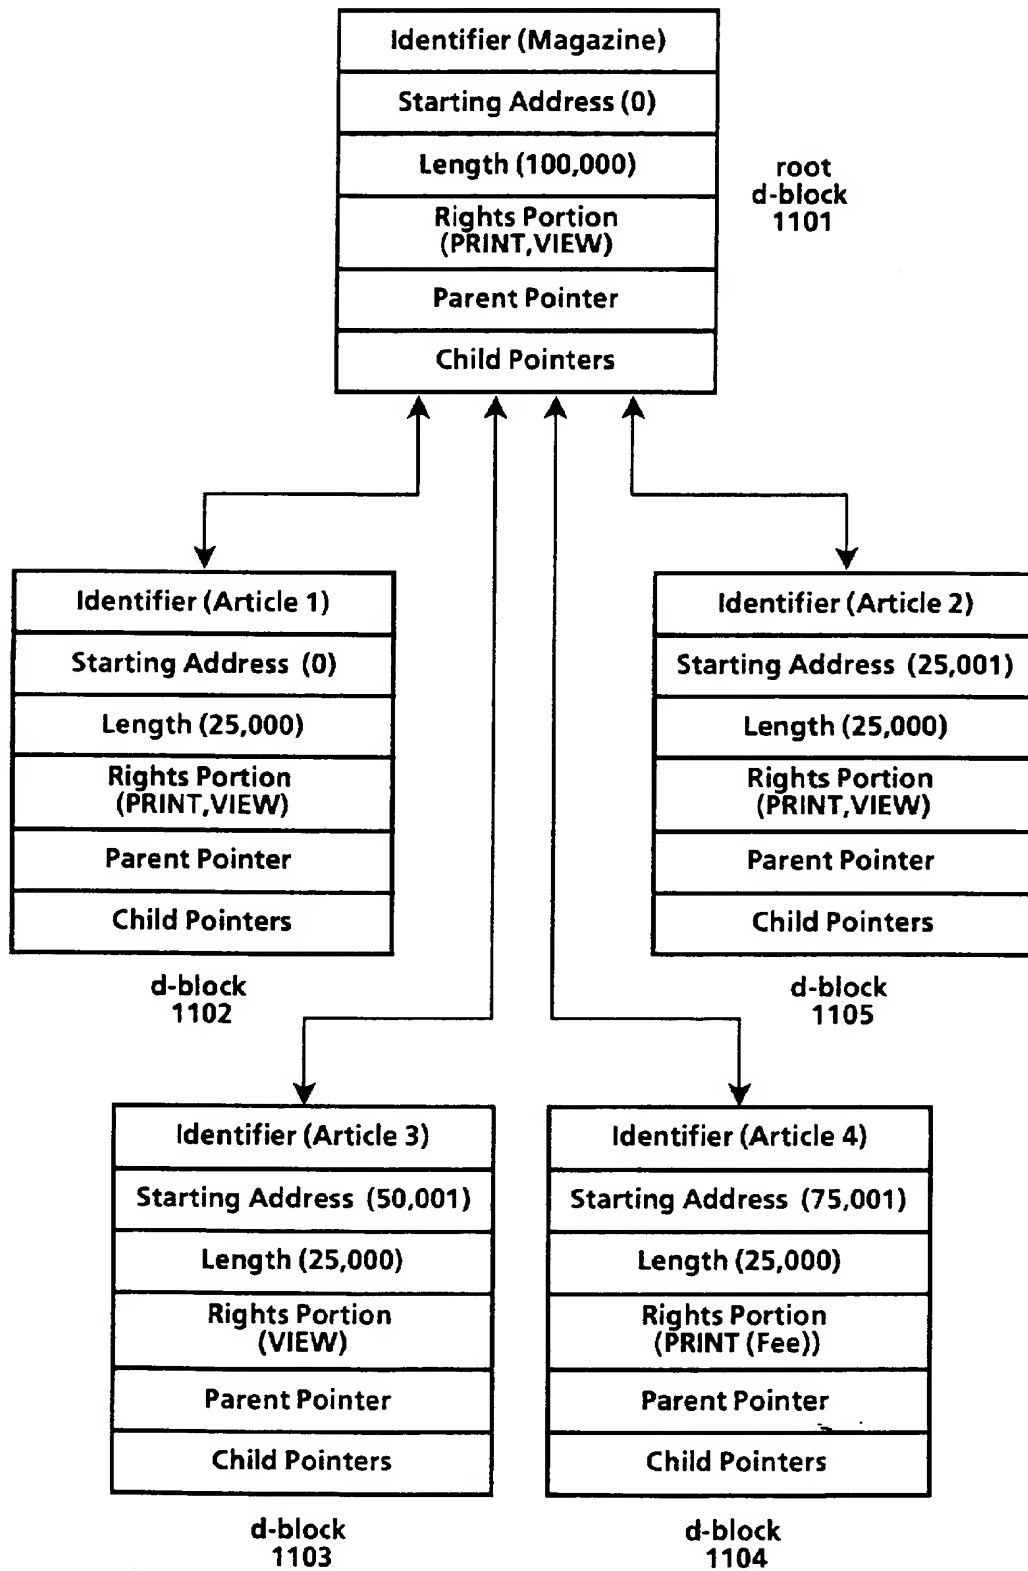 Identifier (Magazine)
Starting Address (0)
Length (100,000)
Rights Portion
(PRINT,VIEW)
Parent Pointer
Child Pointers
root
d-block
1101
Identifier (Article 1)
Starting Address (0)
Length (25,000)
Rights Portion
(PRINT,VIEW)
Parent Pointer
Child Pointers
d-block
1102
Identifier (Article 2)
Starting Address (25,001)
Length (25,000)
Rights Portion
(PRINT,VIEW)
Parent Pointer
Child Pointers
d-block
1105
Identifier (Article 3)
Starting Address (50,001)
Length (25,000)
Rights Portion
(VIEW)
Parent Pointer
Child Pointers
d-block
1103
Identifier (Article 4)
Starting Address (75,001)
Length (25,000)
Rights Portion
(PRINT (Fee))
Parent Pointer
Child Pointers
d-block
1104